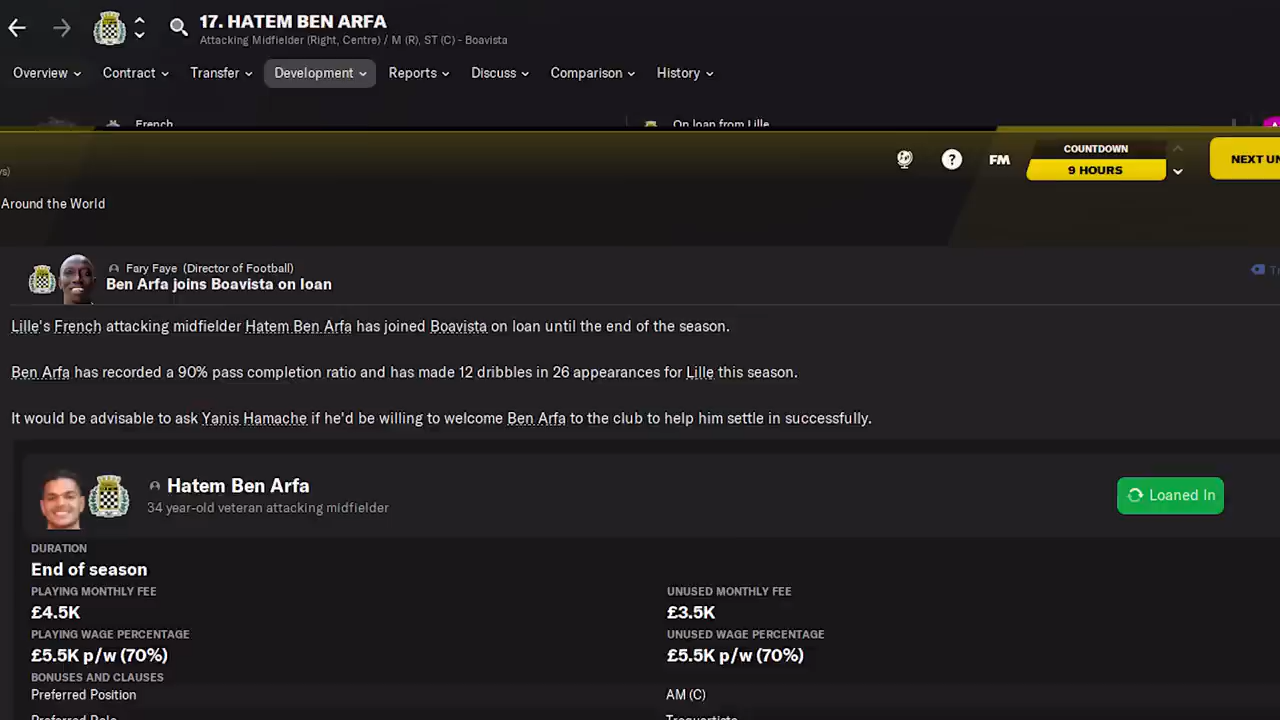 17. HATEM BEN ARFA
Attacking Midfielder (Right, Centre) / M (R), ST (C) - Boavista
Overview Contract Transfer Development Reports Discuss Comparison History
French On loan from Lille
COUNTDOWN
FM
9 HOURS
NEXT UN
Around the World
Fary Faye (Director of Football)
Ben Arfa joins Boavista on loan
Lille's French attacking midfielder Hatem Ben Arfa has joined Boavista on loan until the end of the season.
Ben Arfa has recorded a 90% pass completion ratio and has made 12 dribbles in 26 appearances for Lille this season.
It would be advisable to ask Yanis Hamache if he'd be willing to welcome Ben Arfa to the club to help him settle in successfully.
Hatem Ben Arfa
34 year-old veteran attacking midfielder
Loaned In
DURATION
End of season
PLAYING MONTHLY FEE UNUSED MONTHLY FEE
£4.5K £3.5K
PLAYING WAGE PERCENTAGE UNUSED WAGE PERCENTAGE
£5.5K p/w (70%) £5.5K p/w (70%)
BONUSES AND CLAUSES
Preferred Position AM (C)
Preferred Role Trequartista